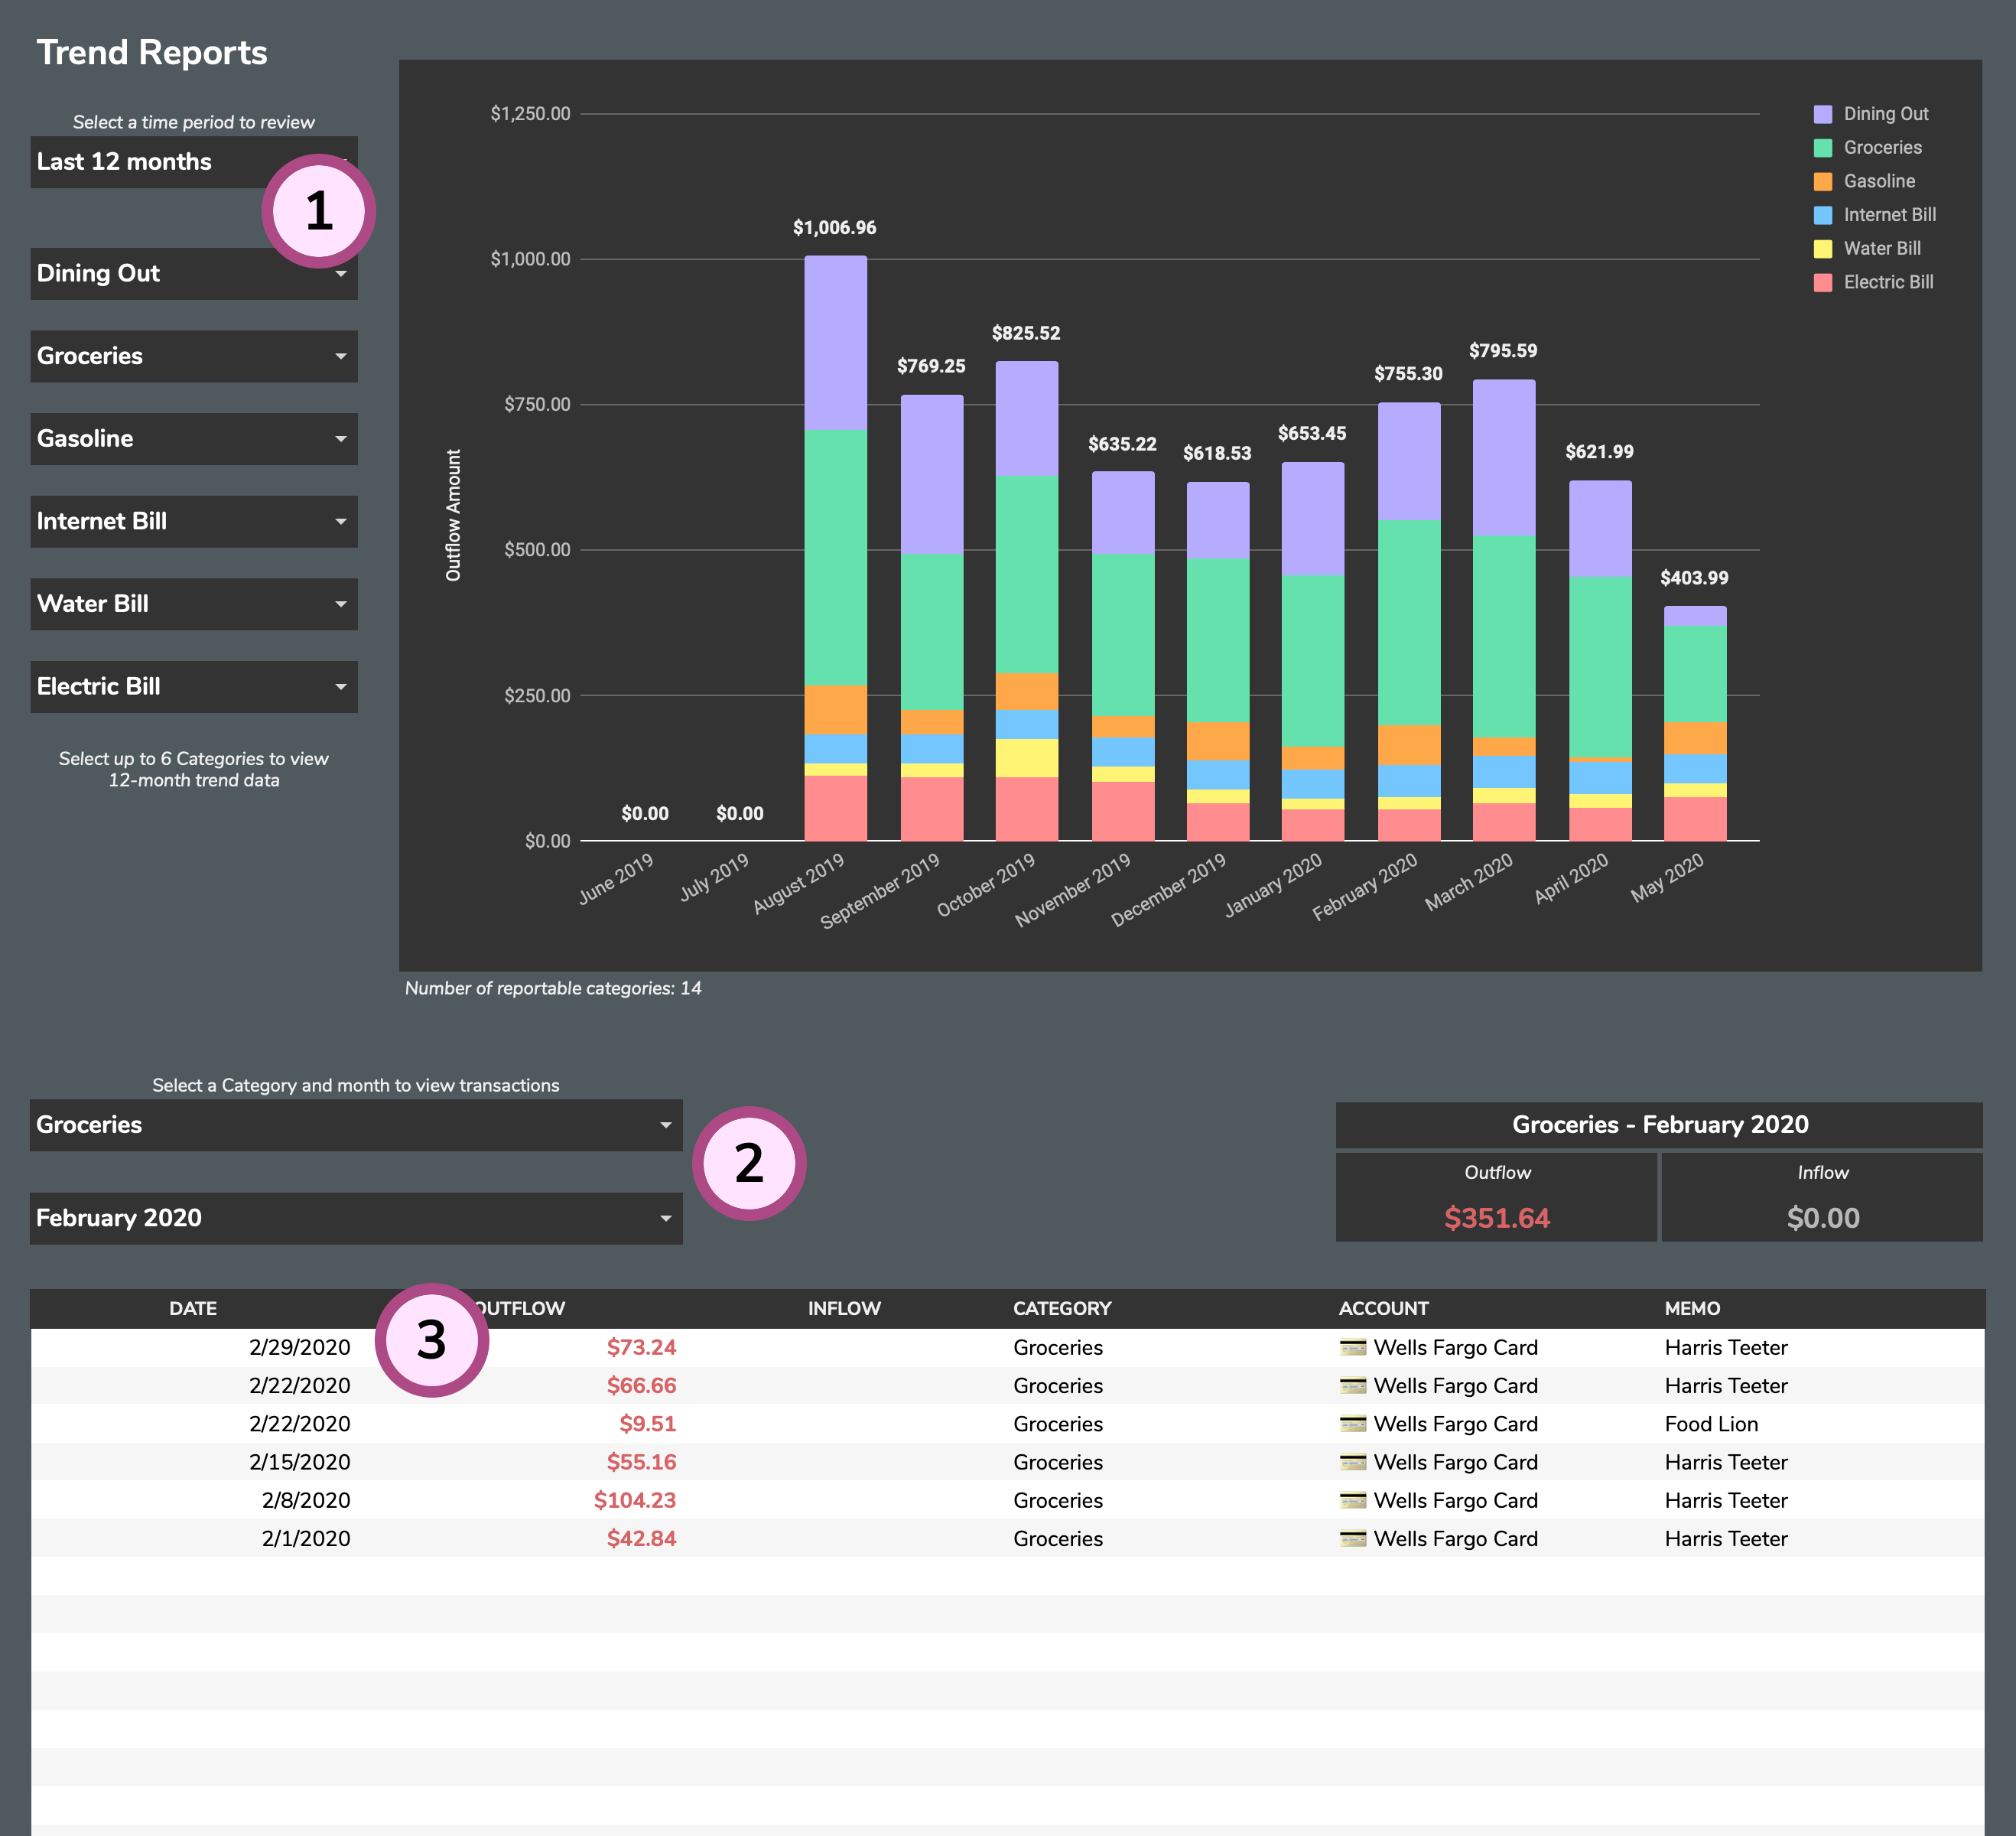 Trend Reports
Select a time period to review
Last 12 months
1
Dining Out
Groceries
Gasoline
Internet Bill
Water Bill
Electric Bill
Select up to 6 Categories to view
12-month trend data
$1,250.00
$1,000.00
$750.00
$500.00
$250.00
$0.00
Outflow Amount
$0.00
$0.00
$1,006.96
$769.25
$825.52
$635.22
$618.53
$653.45
$755.30
$795.59
$621.99
$403.99
June 2019
July 2019
August 2019
September 2019
October 2019
November 2019
December 2019
January 2020
February 2020
March 2020
April 2020
May 2020
Dining Out
Groceries
Gasoline
Internet Bill
Water Bill
Electric Bill
Number of reportable categories: 14
Select a Category and month to view transactions
Groceries
February 2020
2
Groceries - February 2020
Outflow Inflow
$351.64 $0.00
3
DATE OUTFLOW INFLOW CATEGORY ACCOUNT MEMO
2/29/2020 $73.24 Groceries Wells Fargo Card Harris Teeter
2/22/2020 $66.66 Groceries Wells Fargo Card Harris Teeter
2/22/2020 $9.51 Groceries Wells Fargo Card Food Lion
2/15/2020 $55.16 Groceries Wells Fargo Card Harris Teeter
2/8/2020 $104.23 Groceries Wells Fargo Card Harris Teeter
2/1/2020 $42.84 Groceries Wells Fargo Card Harris Teeter